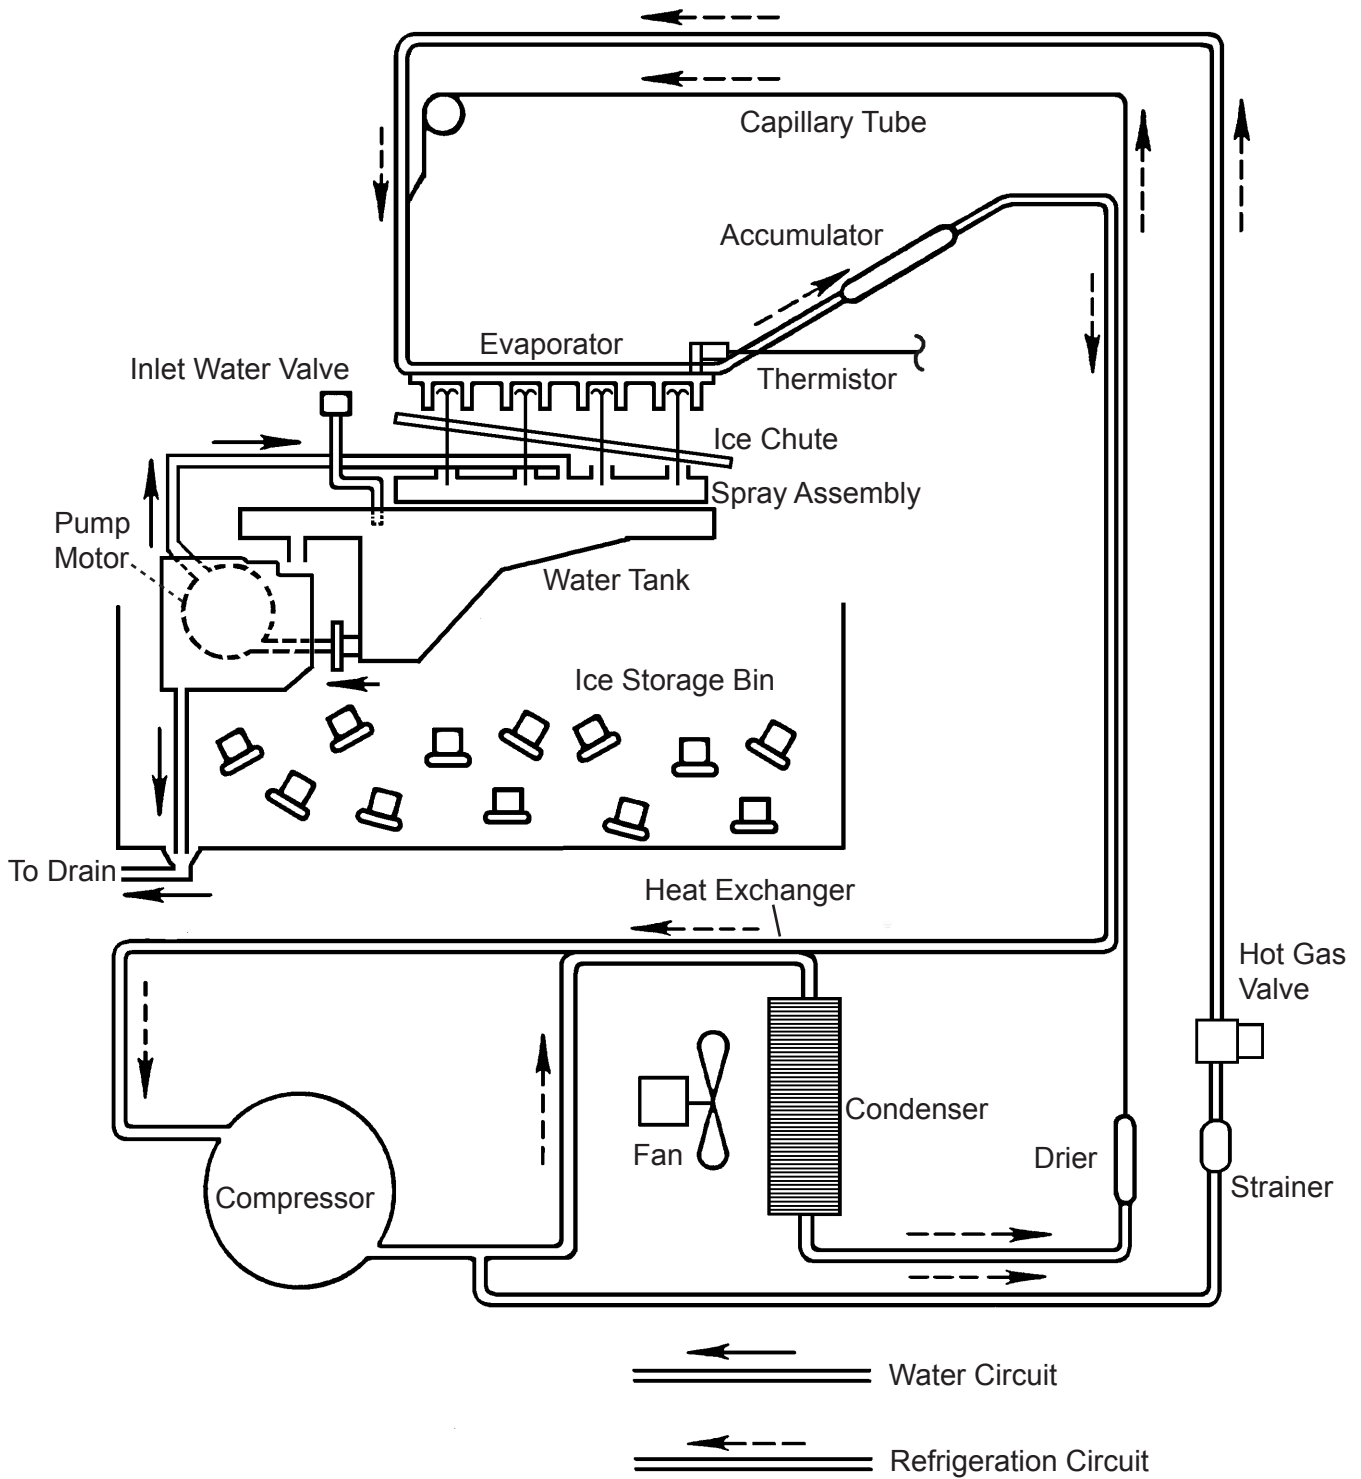 Capillary Tube
Accumulator
Evaporator
Inlet Water Valve
Thermistor
Ice Chute
Spray Assembly
Pump
Motor
Water Tank
Ice Storage Bin
To Drain
Heat Exchanger
Hot Gas
Valve
Condenser
Fan
Drier
Strainer
Compressor
Water Circuit
Refrigeration Circuit